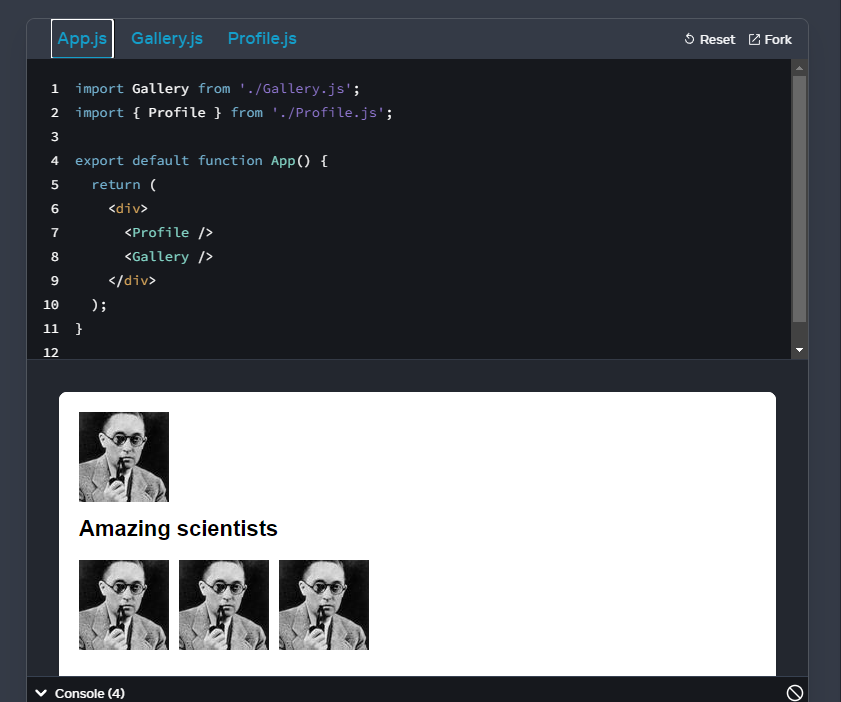 App.js Gallery.js Profile.js Reset Fork
1 import Gallery from './Gallery.js';
2 import { Profile } from './Profile.js';
3
4 export default function App() {
5   return (
6     <div>
7       <Profile />
8       <Gallery />
9     </div>
10   );
11 }
12
Amazing scientists
Console (4)